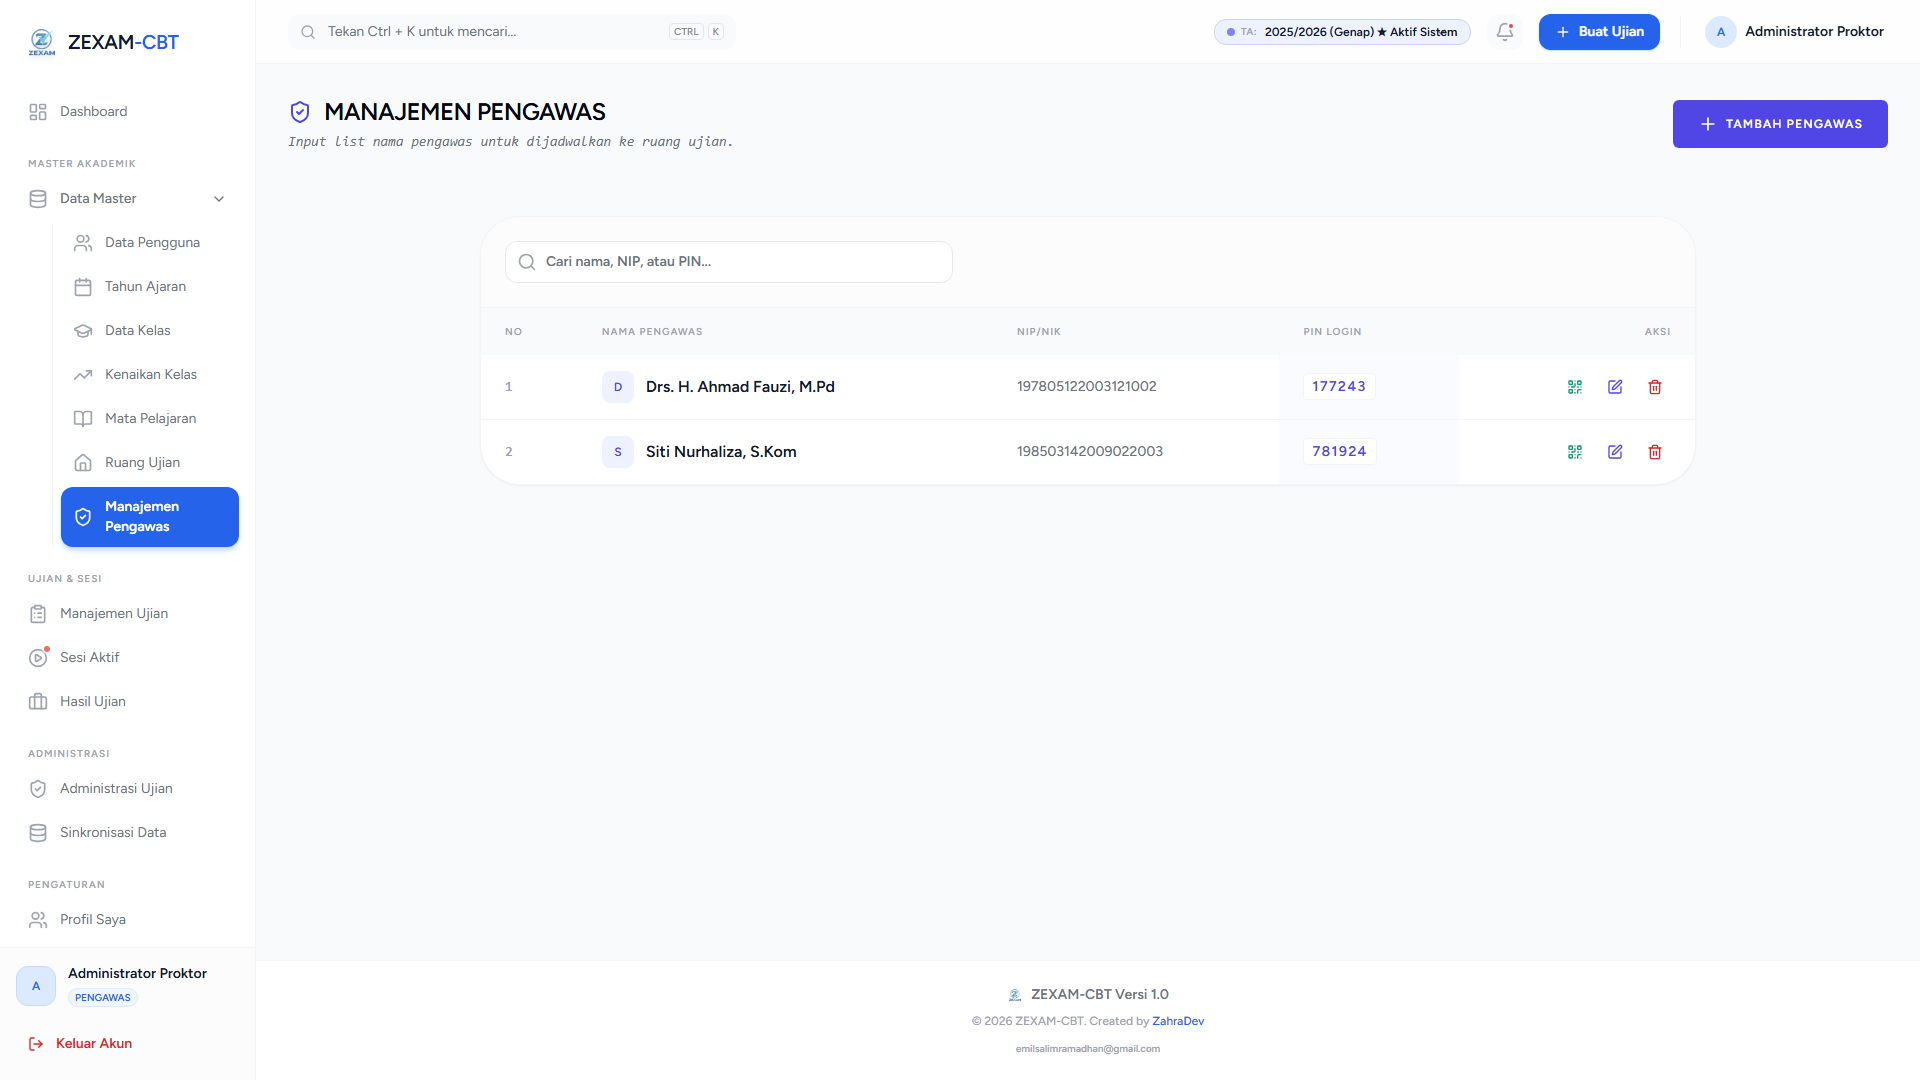 ZEXAM
ZEXAM-CBT
Tekan Ctrl + K untuk mencari...
CTRL K
TA: 2025/2026 (Genap) ★ Aktif Sistem
Buat Ujian
A
Administrator Proktor
Dashboard
MASTER AKADEMIK
Data Master
Data Pengguna
Tahun Ajaran
Data Kelas
Kenaikan Kelas
Mata Pelajaran
Ruang Ujian
Manajemen
Pengawas
UJIAN & SESI
Manajemen Ujian
Sesi Aktif
Hasil Ujian
ADMINISTRASI
Administrasi Ujian
Sinkronisasi Data
PENGATURAN
Profil Saya
A
Administrator Proktor
PENGAWAS
Keluar Akun
MANAJEMEN PENGAWAS
Input list nama pengawas untuk dijadwalkan ke ruang ujian.
TAMBAH PENGAWAS
Cari nama, NIP, atau PIN...
NO NAMA PENGAWAS NIP/NIK PIN LOGIN AKSI
1 D Drs. H. Ahmad Fauzi, M.Pd 197805122003121002 177243
2 S Siti Nurhaliza, S.Kom 198503142009022003 781924
ZEXAM-CBT Versi 1.0
© 2026 ZEXAM-CBT. Created by ZahraDev
emilsalimramadhan@gmail.com